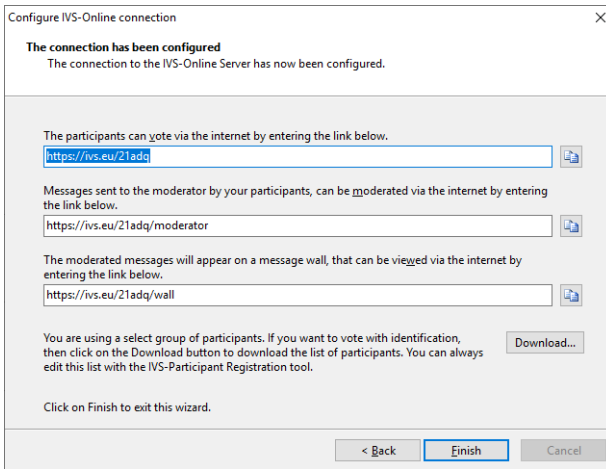 Configure IVS-Online connection
The connection has been configured
The connection to the IVS-Online Server has now been configured.
The participants can vote via the internet by entering the link below.
https://ivs.eu/21adq
Messages sent to the moderator by your participants, can be moderated via the internet by entering
the link below.
https://ivs.eu/21adq/moderator
The moderated messages will appear on a message wall, that can be viewed via the internet by
entering the link below.
https://ivs.eu/21adq/wall
You are using a select group of participants. If you want to vote with identification,
then click on the Download button to download the list of participants. You can always
edit this list with the IVS-Participant Registration tool.
Download...
Click on Finish to exit this wizard.
< Back
Finish
Cancel